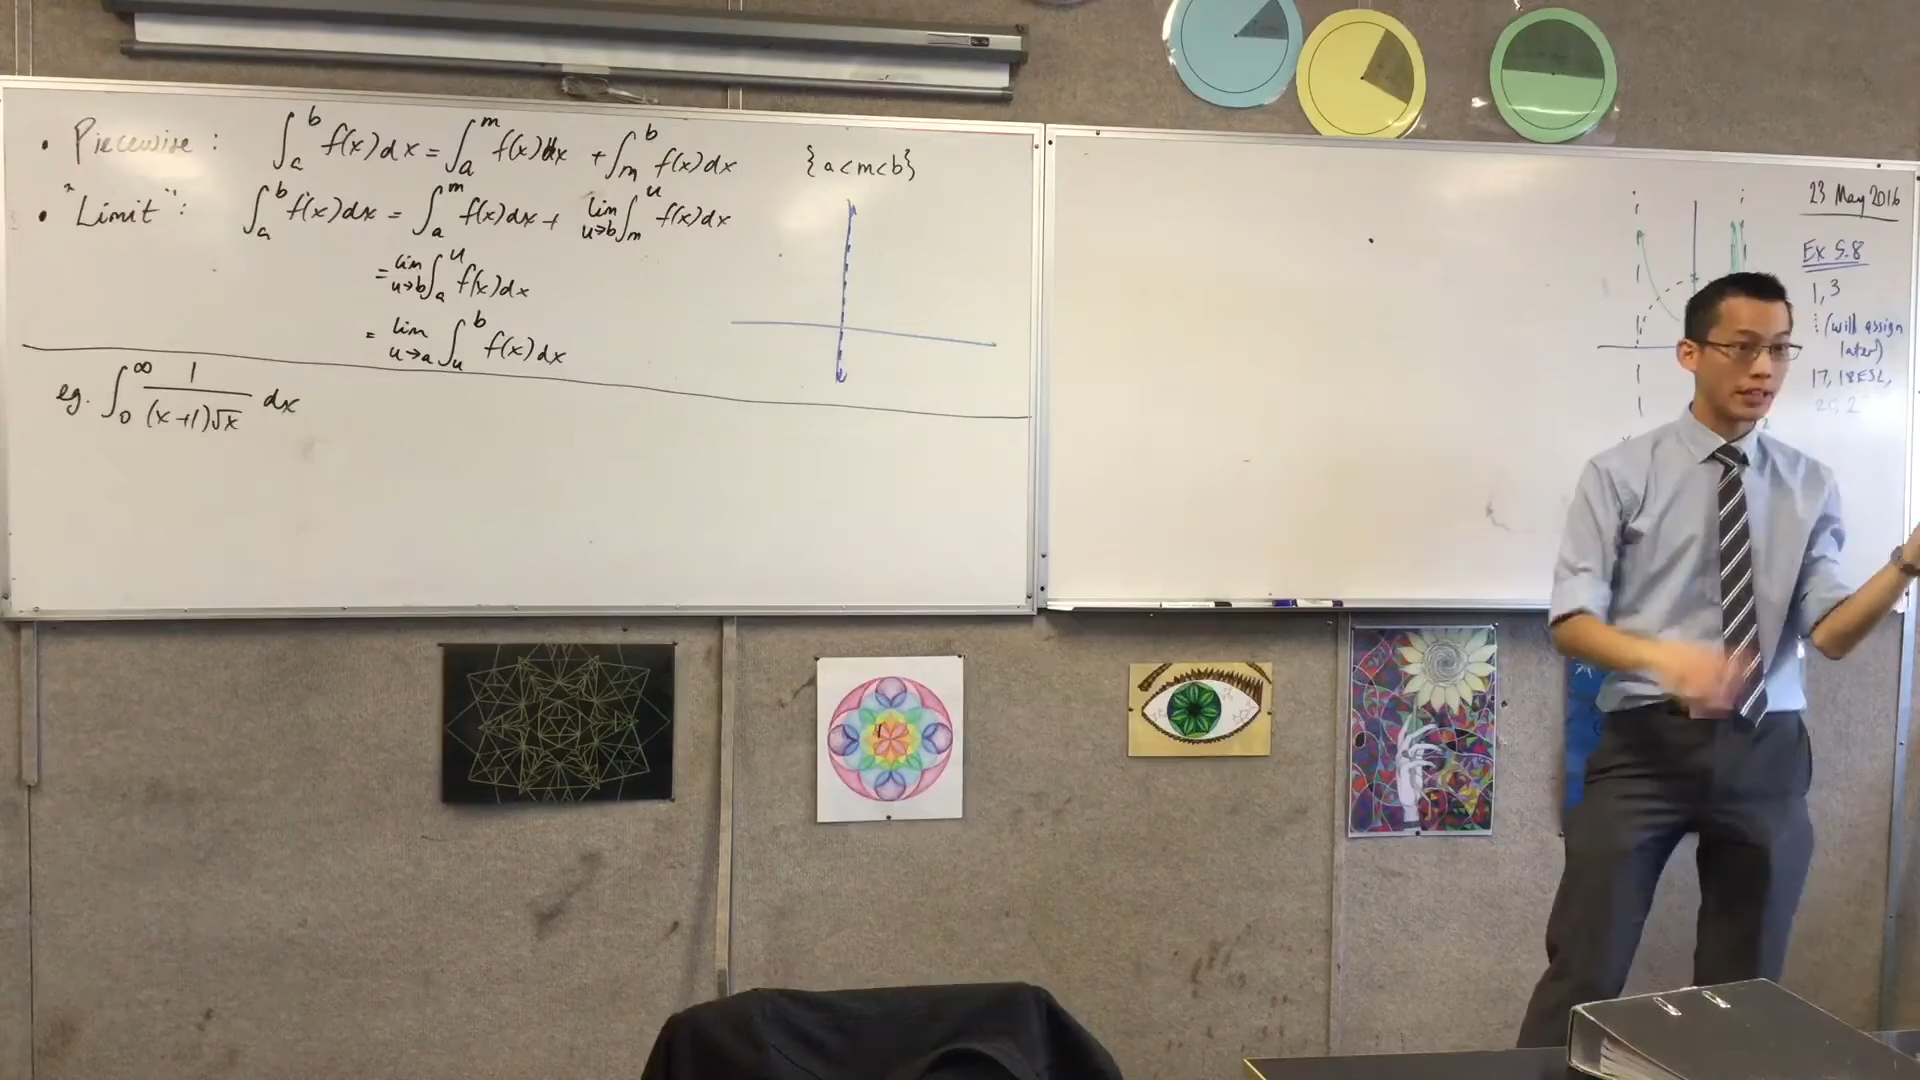 • Piecewise: ∫_a^b f(x)dx = ∫_a^m f(x)dx + ∫_m^b f(x)dx {a<m<b}
• "Limit": ∫_a^b f(x)dx = ∫_a^m f(x)dx + lim_{u→b} ∫_m^u f(x)dx
= lim_{u→b} ∫_a^u f(x)dx
= lim_{u→a} ∫_u^b f(x)dx
eg. ∫_0^∞ 1/((x+1)√x) dx
23 May 2016
Ex 5.8
1, 3
(will assign
later)
17, 18